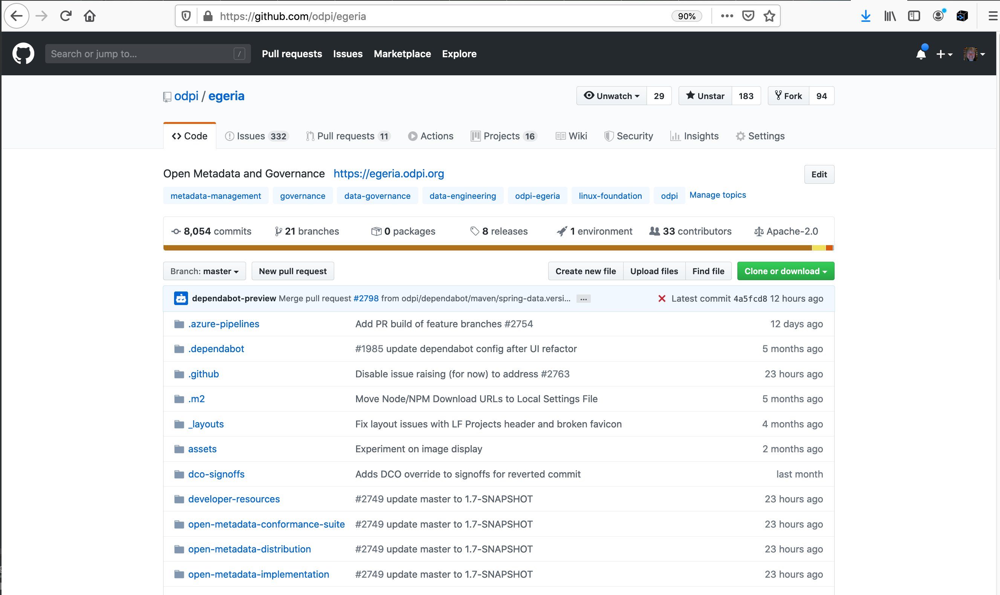 https://github.com/odpi/egeria 90%
Search or jump to... / Pull requests Issues Marketplace Explore
odpi / egeria Unwatch 29 Unstar 183 Fork 94
Code Issues 332 Pull requests 11 Actions Projects 16 Wiki Security Insights Settings
Open Metadata and Governance https://egeria.odpi.org Edit
metadata-management governance data-governance data-engineering odpi-egeria linux-foundation odpi Manage topics
8,054 commits 21 branches 0 packages 8 releases 1 environment 33 contributors Apache-2.0
Branch: master New pull request Create new file Upload files Find file Clone or download
dependabot-preview Merge pull request #2798 from odpi/dependabot/maven/spring-data.versi... ... Latest commit 4a5fcd8 12 hours ago
.azure-pipelines Add PR build of feature branches #2754 12 days ago
.dependabot #1985 update dependabot config after UI refactor 5 months ago
.github Disable issue raising (for now) to address #2763 23 hours ago
.m2 Move Node/NPM Download URLs to Local Settings File 5 months ago
_layouts Fix layout issues with LF Projects header and broken favicon 4 months ago
assets Experiment on image display 2 months ago
dco-signoffs Adds DCO override to signoffs for reverted commit last month
developer-resources #2749 update master to 1.7-SNAPSHOT 23 hours ago
open-metadata-conformance-suite #2749 update master to 1.7-SNAPSHOT 23 hours ago
open-metadata-distribution #2749 update master to 1.7-SNAPSHOT 23 hours ago
open-metadata-implementation #2749 update master to 1.7-SNAPSHOT 23 hours ago